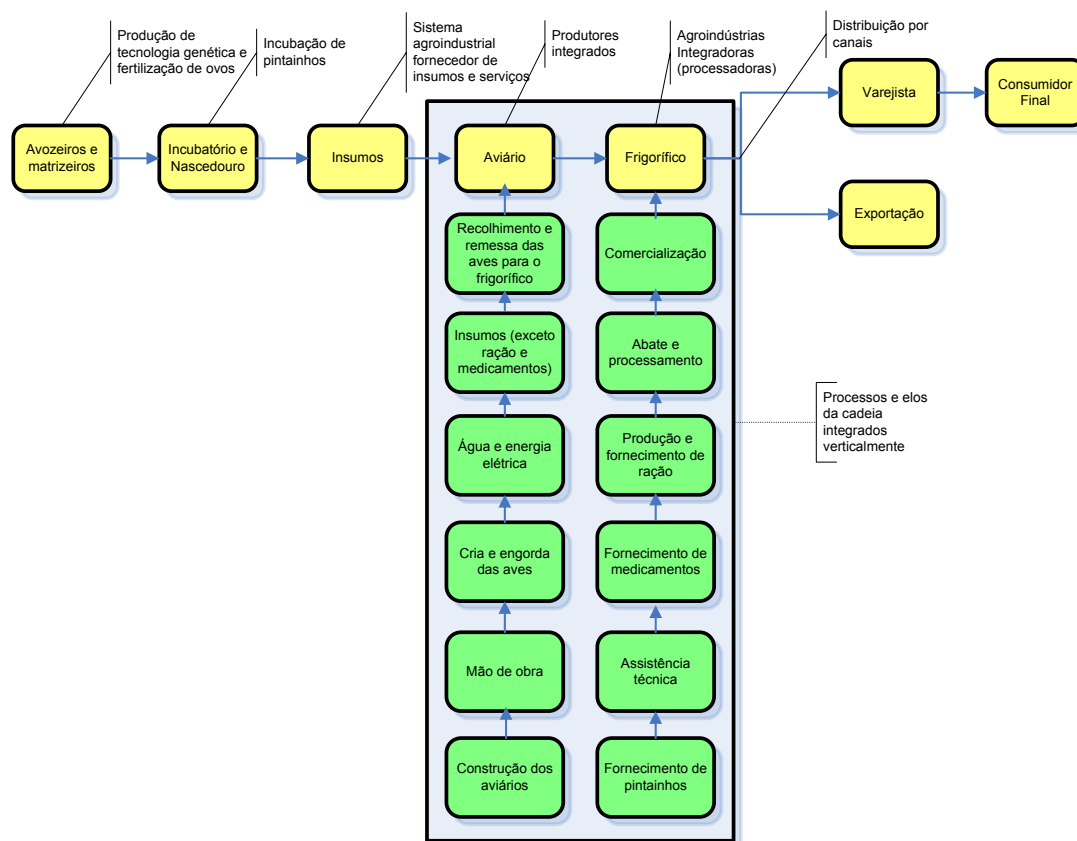 Produção de
tecnologia genética e
fertilização de ovos
Incubação de
pintainhos
Sistema
agroindustrial
fornecedor de
insumos e serviços
Produtores
integrados
Agroindústrias
Integradoras
(processadoras)
Distribuição por
canais
Avozeiros e
matrizeiros
Incubatório e
Nascedouro
Insumos
Aviário
Frigorífico
Varejista
Consumidor
Final
Exportação
Recolhimento e
remessa das
aves para o
frigorífico
Comercialização
Insumos (exceto
ração e
medicamentos)
Abate e
processamento
Processos e elos
da cadeia
integrados
verticalmente
Água e energia
elétrica
Produção e
fornecimento de
ração
Cria e engorda
das aves
Fornecimento de
medicamentos
Mão de obra
Assistência
técnica
Construção dos
aviários
Fornecimento de
pintainhos